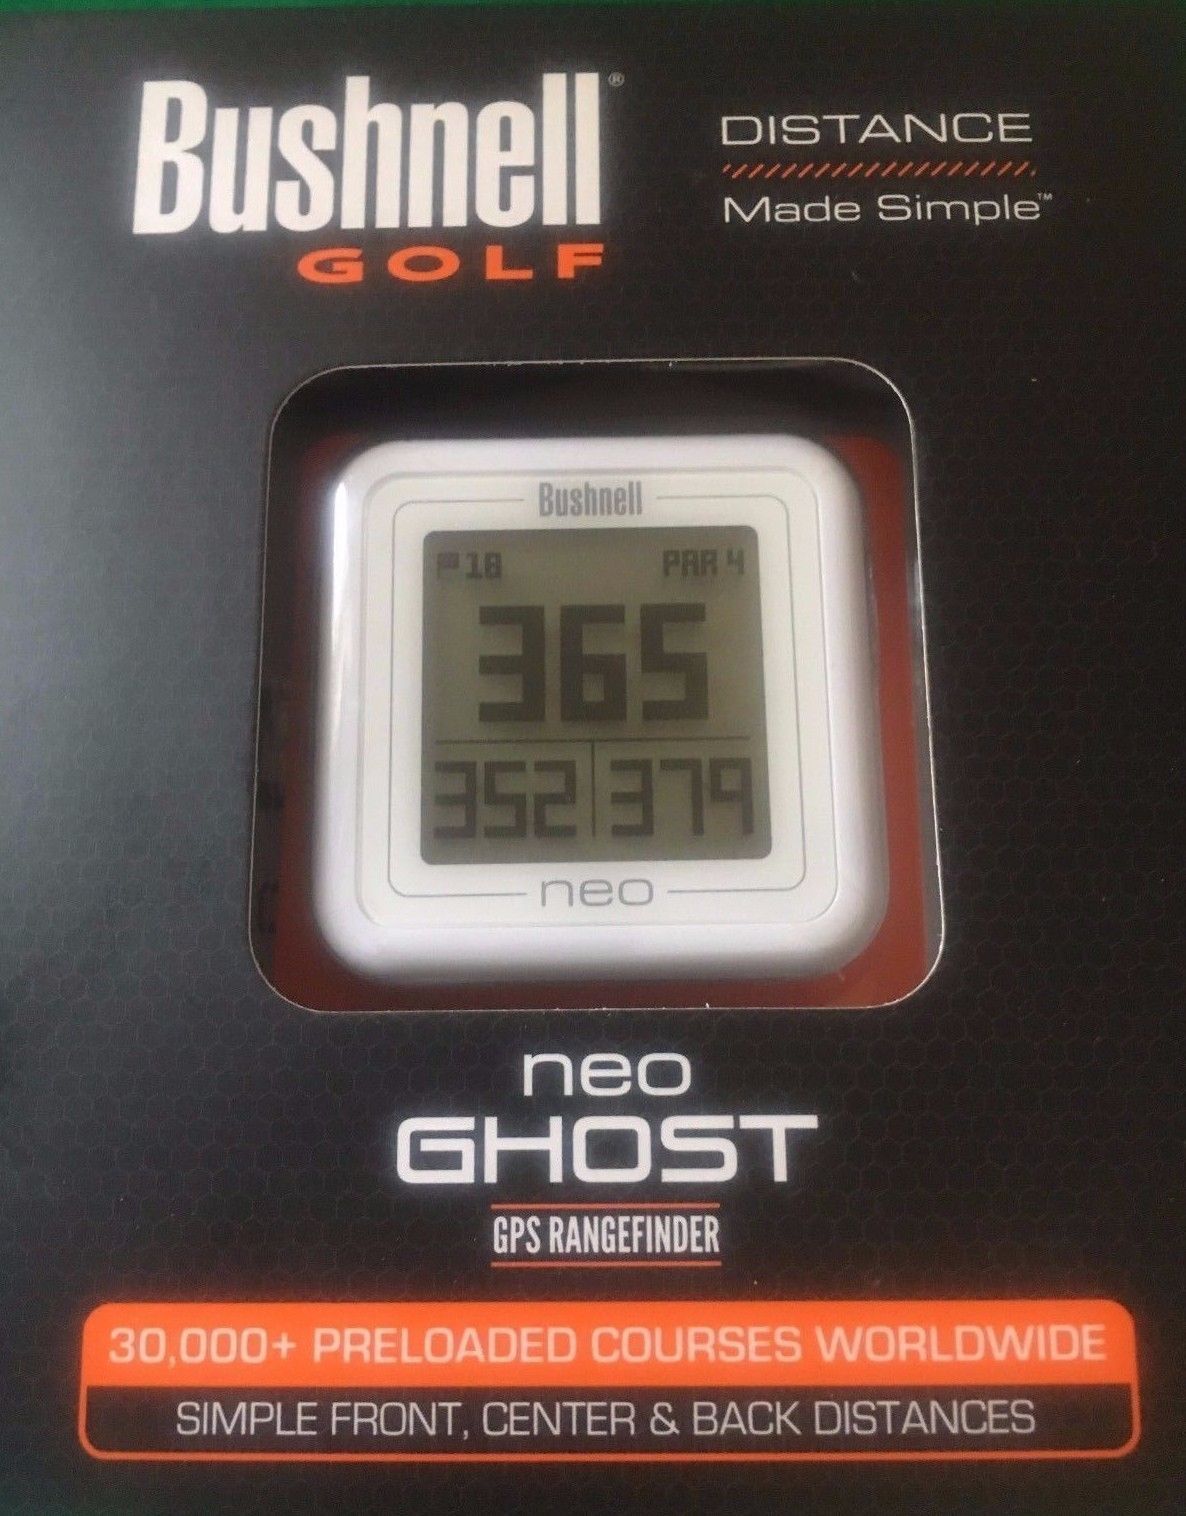 Bushnell®
GOLF
DISTANCE
Made Simple™
Bushnell
18 PAR 4
365
352 379
neo
neo
GHOST
GPS RANGEFINDER
30,000+ PRELOADED COURSES WORLDWIDE
SIMPLE FRONT, CENTER & BACK DISTANCES